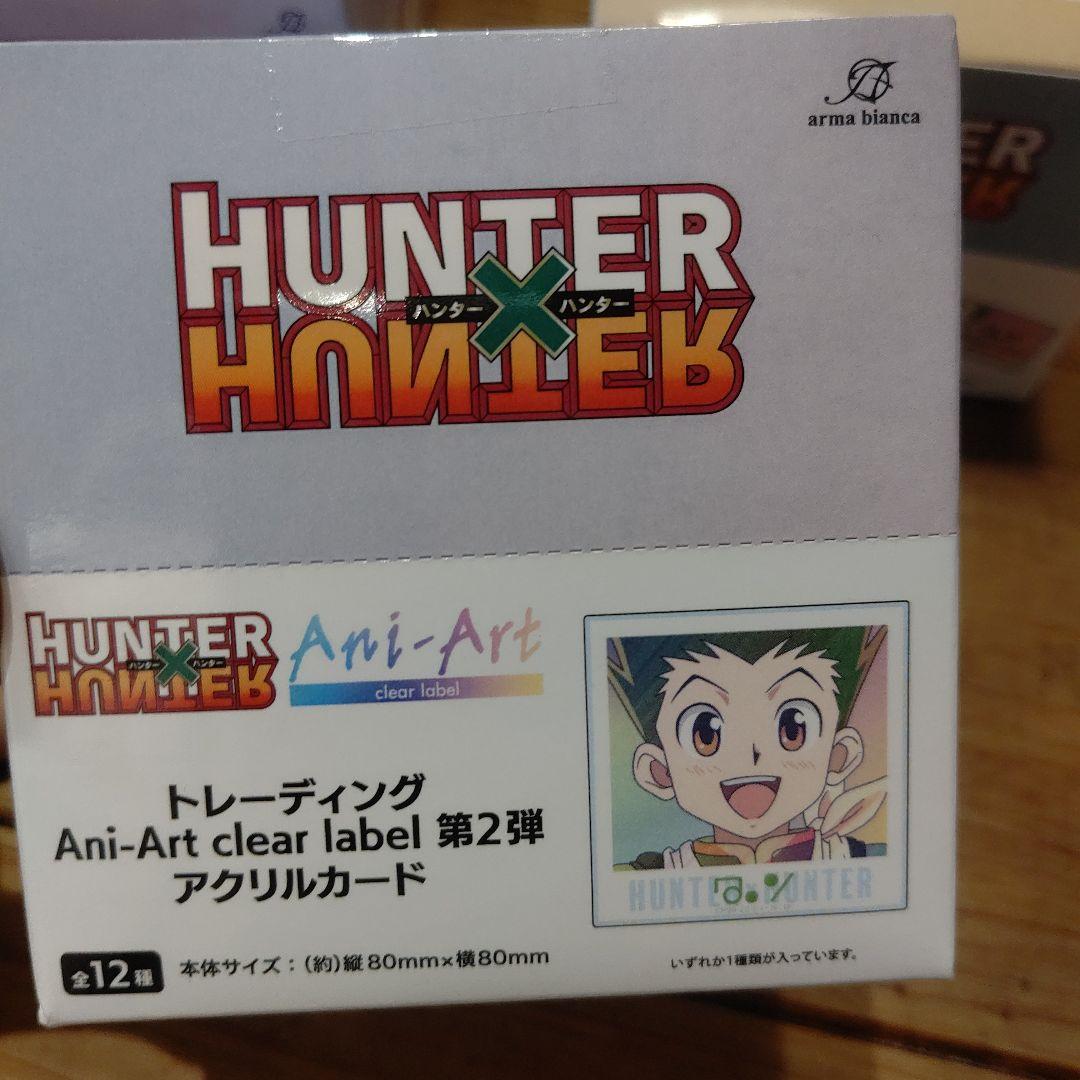 arma bianca
HUNTER
ハンター×ハンター
HUNTER
ER
HUNTER
ハンター×ハンター
HUNTER
Ani-Art
clear label
トレーディング
Ani-Art clear label 第2弾
アクリルカード
HUNTER×HUNTER
全12種
本体サイズ：(約)縦80mm×横80mm
いずれか1種類が入っています。